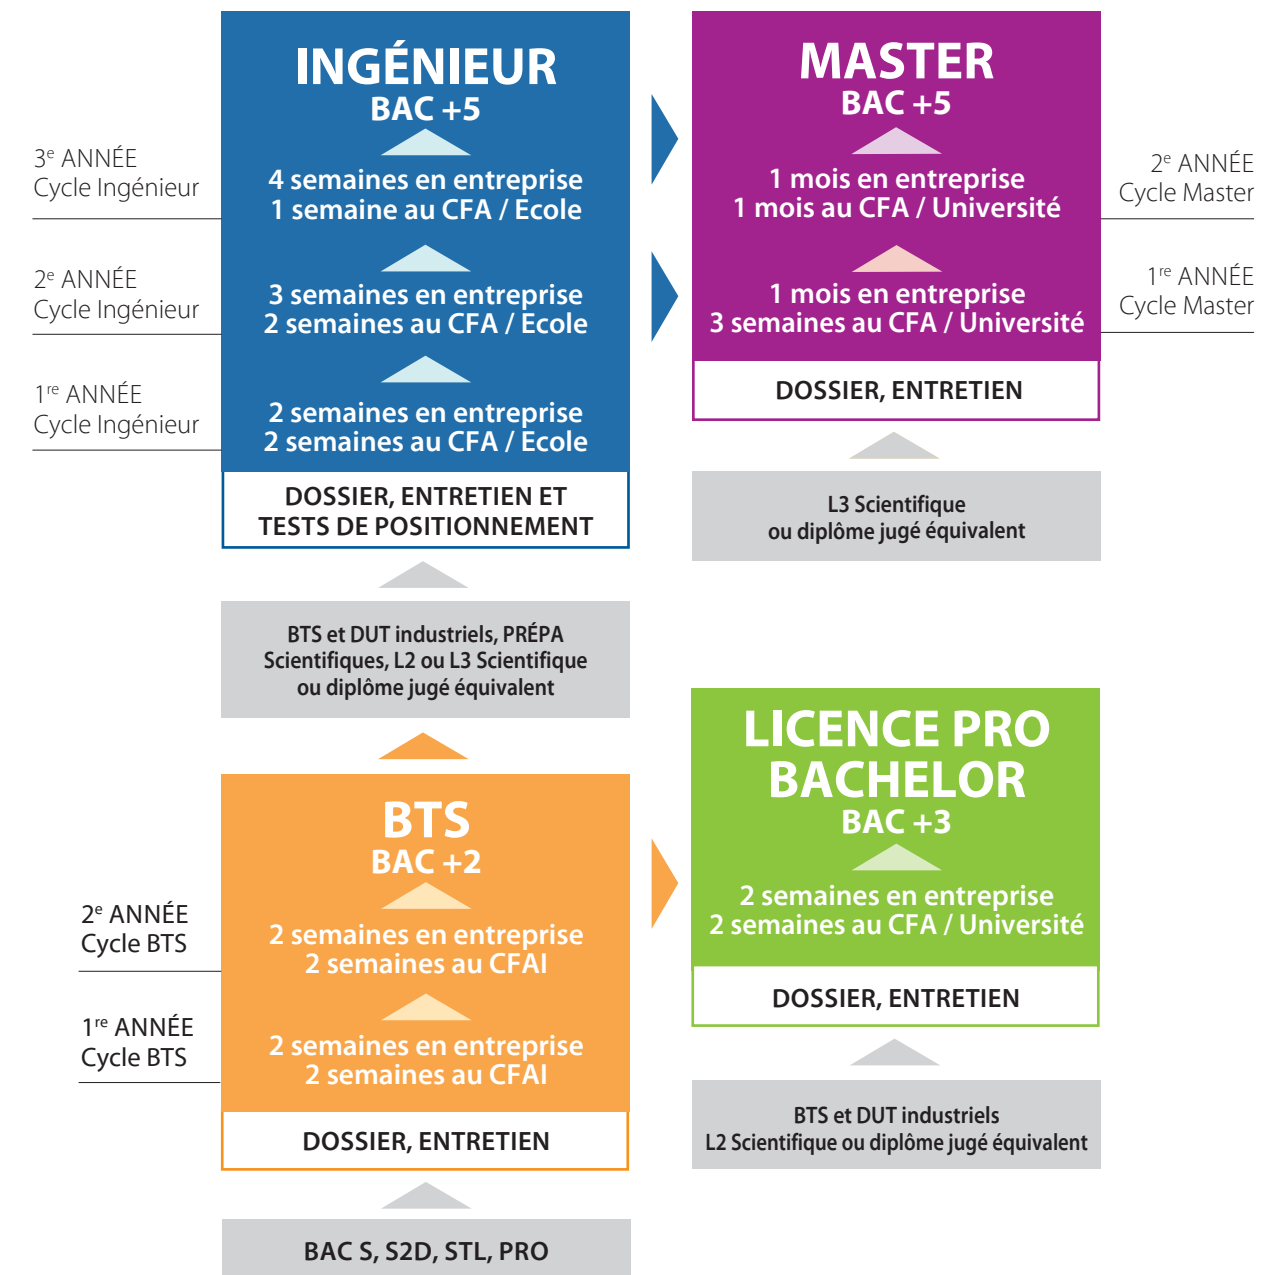 INGÉNIEUR
BAC +5
3e ANNÉE
Cycle Ingénieur
4 semaines en entreprise
1 semaine au CFA / Ecole
2e ANNÉE
Cycle Ingénieur
3 semaines en entreprise
2 semaines au CFA / Ecole
1re ANNÉE
Cycle Ingénieur
2 semaines en entreprise
2 semaines au CFA / Ecole
DOSSIER, ENTRETIEN ET
TESTS DE POSITIONNEMENT
BTS et DUT industriels, PRÉPA
Scientifiques, L2 ou L3 Scientifique
ou diplôme jugé équivalent
MASTER
BAC +5
2e ANNÉE
Cycle Master
1 mois en entreprise
1 mois au CFA / Université
1re ANNÉE
Cycle Master
1 mois en entreprise
3 semaines au CFA / Université
DOSSIER, ENTRETIEN
L3 Scientifique
ou diplôme jugé équivalent
BTS
BAC +2
2e ANNÉE
Cycle BTS
2 semaines en entreprise
2 semaines au CFAI
1re ANNÉE
Cycle BTS
2 semaines en entreprise
2 semaines au CFAI
DOSSIER, ENTRETIEN
BAC S, S2D, STL, PRO
LICENCE PRO
BACHELOR
BAC +3
2 semaines en entreprise
2 semaines au CFA / Université
DOSSIER, ENTRETIEN
BTS et DUT industriels
L2 Scientifique ou diplôme jugé équivalent